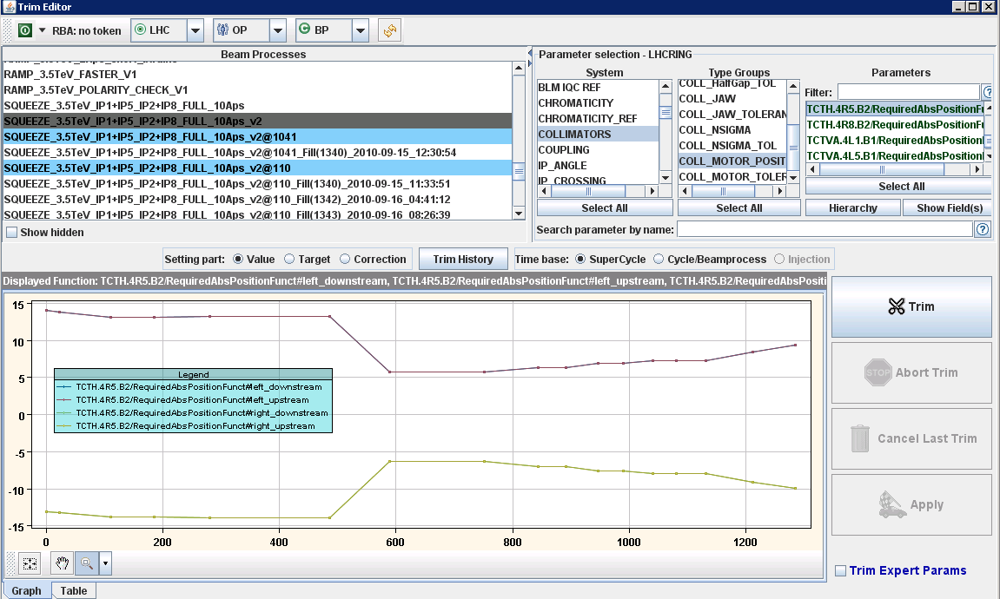 Trim Editor
RBA: no token
LHC
OP
BP
Beam Processes
RAMP_3.5TeV_FASTER_V1
RAMP_3.5TeV_POLARITY_CHECK_V1
SQUEEZE_3.5TeV_IP1+IP5_IP2+IP8_FULL_10Aps
SQUEEZE_3.5TeV_IP1+IP5_IP2+IP8_FULL_10Aps_v2
SQUEEZE_3.5TeV_IP1+IP5_IP2+IP8_FULL_10Aps_v2@1041
SQUEEZE_3.5TeV_IP1+IP5_IP2+IP8_FULL_10Aps_v2@1041_Fill(1340)_2010-09-15_12:30:54
SQUEEZE_3.5TeV_IP1+IP5_IP2+IP8_FULL_10Aps_v2@110
SQUEEZE_3.5TeV_IP1+IP5_IP2+IP8_FULL_10Aps_v2@110_Fill(1340)_2010-09-15_11:33:51
SQUEEZE_3.5TeV_IP1+IP5_IP2+IP8_FULL_10Aps_v2@110_Fill(1342)_2010-09-16_04:41:12
SQUEEZE_3.5TeV_IP1+IP5_IP2+IP8_FULL_10Aps_v2@110_Fill(1343)_2010-09-16_08:26:39
Show hidden
Parameter selection - LHCRING
System
BLM IQC REF
CHROMATICITY
CHROMATICITY_REF
COLLIMATORS
COUPLING
IP_ANGLE
IP_CROSSING
Select All
Type Groups
COLL_HalfGap_TOL
COLL_JAW
COLL_JAW_TOLERAN
COLL_NSIGMA
COLL_NSIGMA_TOL
COLL_MOTOR_POSIT
COLL_MOTOR_TOLER
Select All
Parameters
Filter:
?
TCTH.4R5.B2/RequiredAbsPositionFu
TCTH.4R8.B2/RequiredAbsPositionFu
TCTVA.4L1.B1/RequiredAbsPosition
TCTVA.4L5.B1/RequiredAbsPosition
Select All
Hierarchy
Show Field(s)
Search parameter by name:
?
Setting part:
Value
Target
Correction
Trim History
Time base:
SuperCycle
Cycle/Beamprocess
Injection
Displayed Function: TCTH.4R5.B2/RequiredAbsPositionFunct#left_downstream, TCTH.4R5.B2/RequiredAbsPositionFunct#left_upstream, TCTH.4R5.B2/RequiredAbsPositi
15
10
5
0
-5
-10
-15
0
200
400
600
800
1000
1200
Legend
TCTH.4R5.B2/RequiredAbsPositionFunct#left_downstream
TCTH.4R5.B2/RequiredAbsPositionFunct#left_upstream
TCTH.4R5.B2/RequiredAbsPositionFunct#right_downstream
TCTH.4R5.B2/RequiredAbsPositionFunct#right_upstream
Trim
STOP
Abort Trim
Cancel Last Trim
Apply
Trim Expert Params
Graph
Table